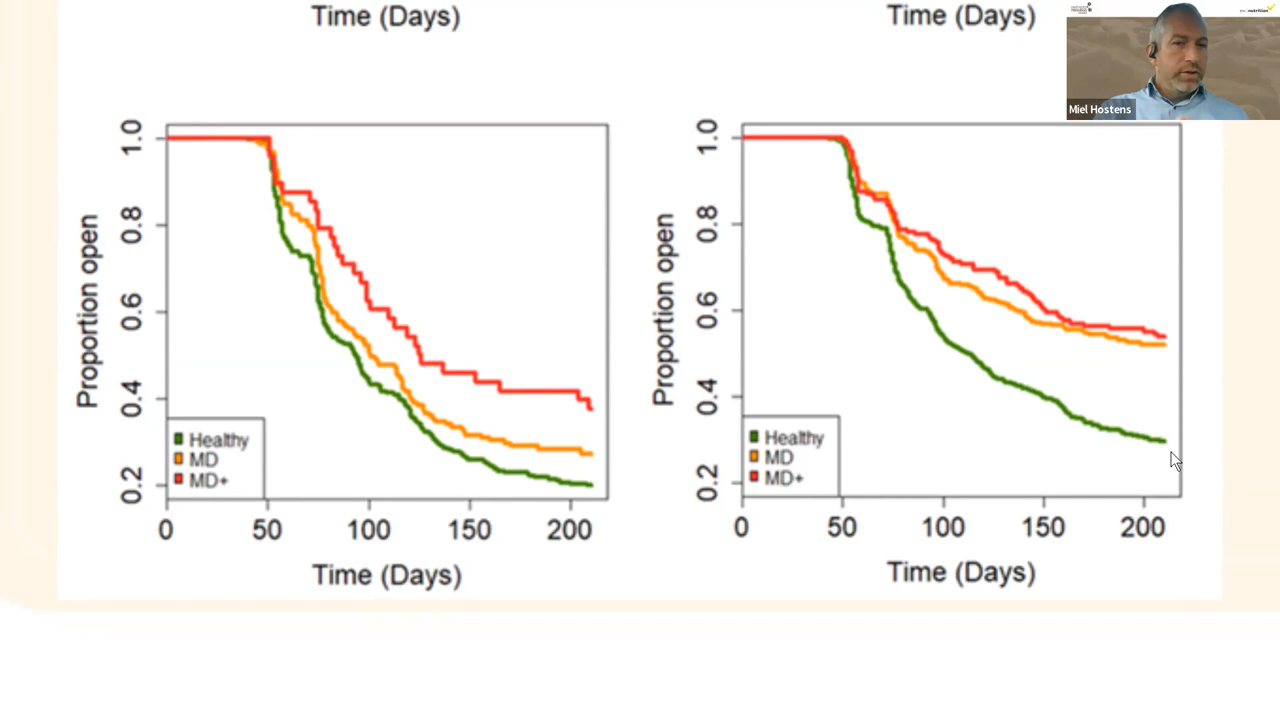 Time (Days)
Time (Days)
nutrition
Miel Hostens
Proportion open
1.0
0.8
0.6
0.4
0.2
Healthy
MD
MD+
0 50 100 150 200
Time (Days)
Proportion open
1.0
0.8
0.6
0.4
0.2
Healthy
MD
MD+
0 50 100 150 200
Time (Days)